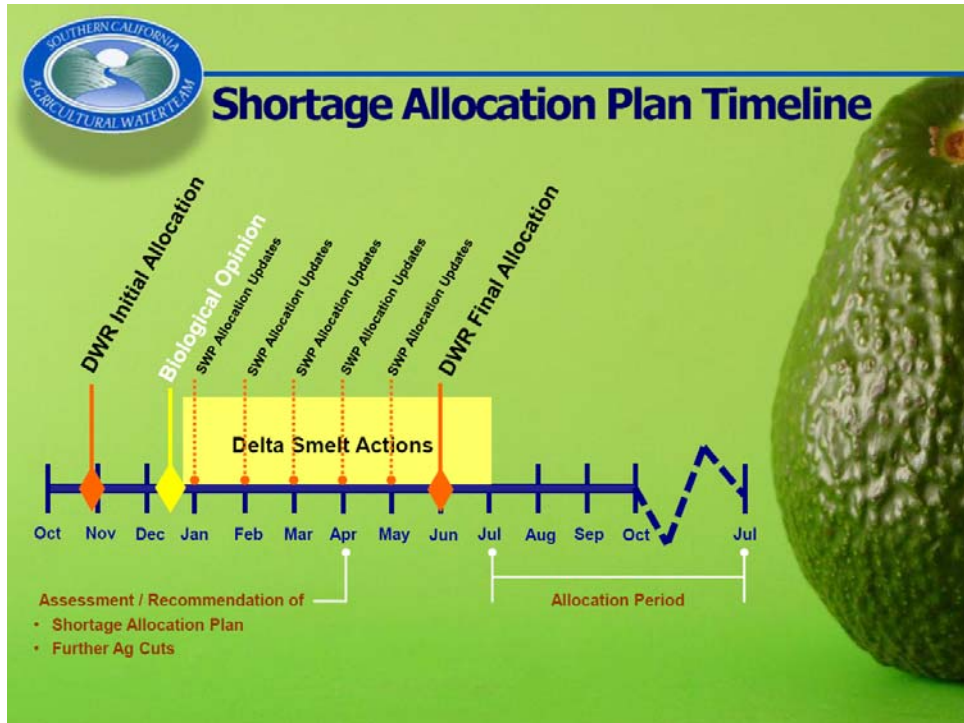 SOUTHERN CALIFORNIA
AGRICULTURAL WATER TEAM
Shortage Allocation Plan Timeline
DWR Initial Allocation
Biological Opinion
SWP Allocation Updates
SWP Allocation Updates
SWP Allocation Updates
SWP Allocation Updates
SWP Allocation Updates
DWR Final Allocation
Delta Smelt Actions
Oct Nov Dec Jan Feb Mar Apr May Jun Jul Aug Sep Oct Jul
Assessment / Recommendation of
• Shortage Allocation Plan
• Further Ag Cuts
Allocation Period